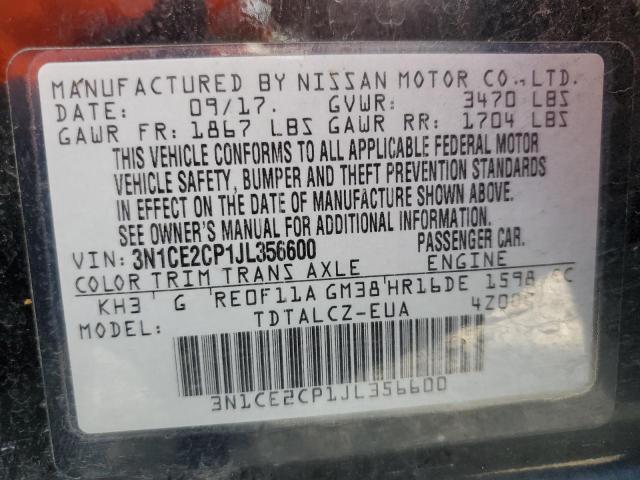 MANUFACTURED BY NISSAN MOTOR CO., LTD.
DATE: 09/17. GVWR: 3470 LBS
GAWR FR: 1867 LBS GAWR RR: 1704 LBS
THIS VEHICLE CONFORMS TO ALL APPLICABLE FEDERAL MOTOR
VEHICLE SAFETY, BUMPER AND THEFT PREVENTION STANDARDS
IN EFFECT ON THE DATE OF MANUFACTURE SHOWN ABOVE.
SEE OWNER'S MANUAL FOR ADDITIONAL INFORMATION.
VIN: 3N1CE2CP1JL356600 PASSENGER CAR.
COLOR TRIM TRANS AXLE ENGINE
KH3 G RE0F11A GM38 HR16DE 1598 CC
TDTALCZ-EUA
3N1CE2CP1JL356600